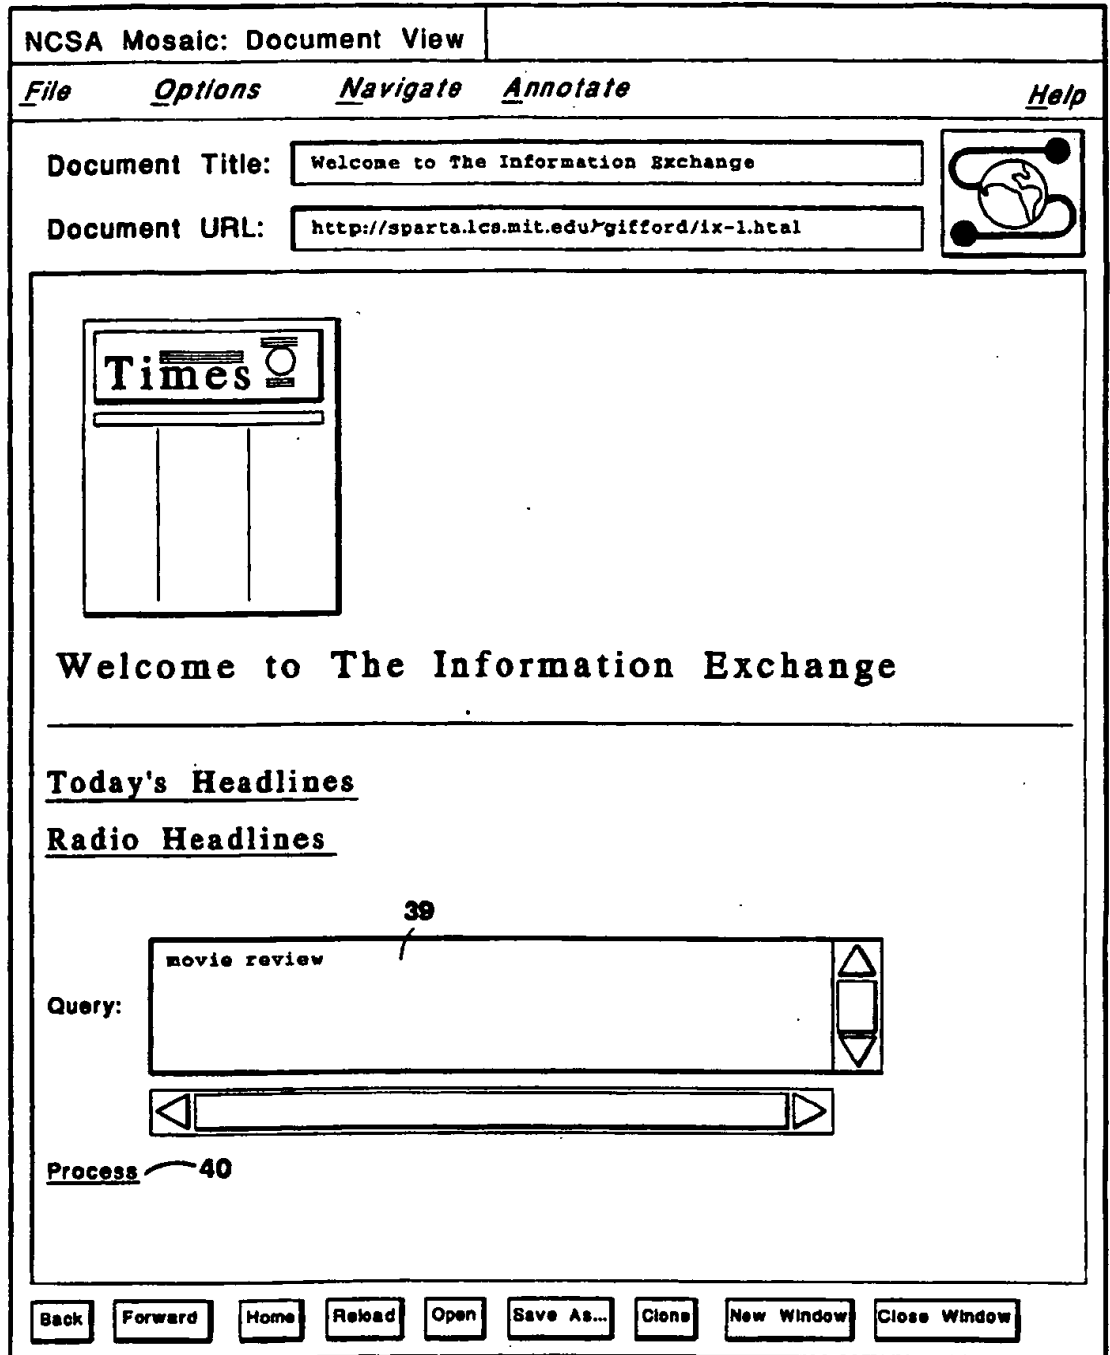 NCSA Mosaic: Document View
File Options Navigate Annotate Help
Document Title: Welcome to The Information Exchange
Document URL: http://sparta.lcs.mit.edu/~gifford/ix-1.html
Times
Welcome to The Information Exchange
Today's Headlines
Radio Headlines
39
movie review
Query:
Process 40
Back Forward Home Reload Open Save As... Clone New Window Close Window